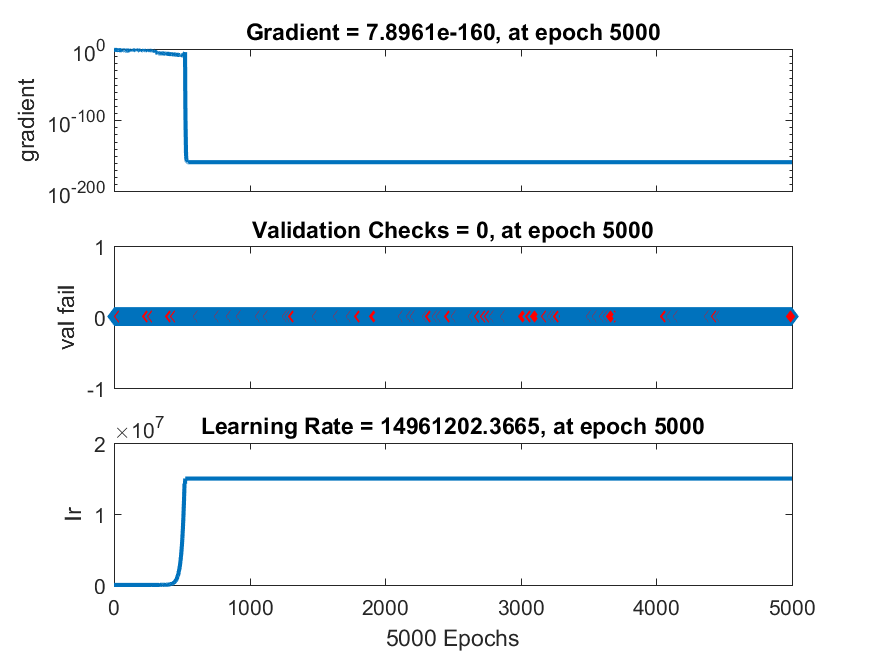 Gradient = 7.8961e-160, at epoch 5000
10^0
10^-100
10^-200
gradient
Validation Checks = 0, at epoch 5000
1
0
-1
val fail
Learning Rate = 14961202.3665, at epoch 5000
×10^7
2
1
0
lr
0 1000 2000 3000 4000 5000
5000 Epochs